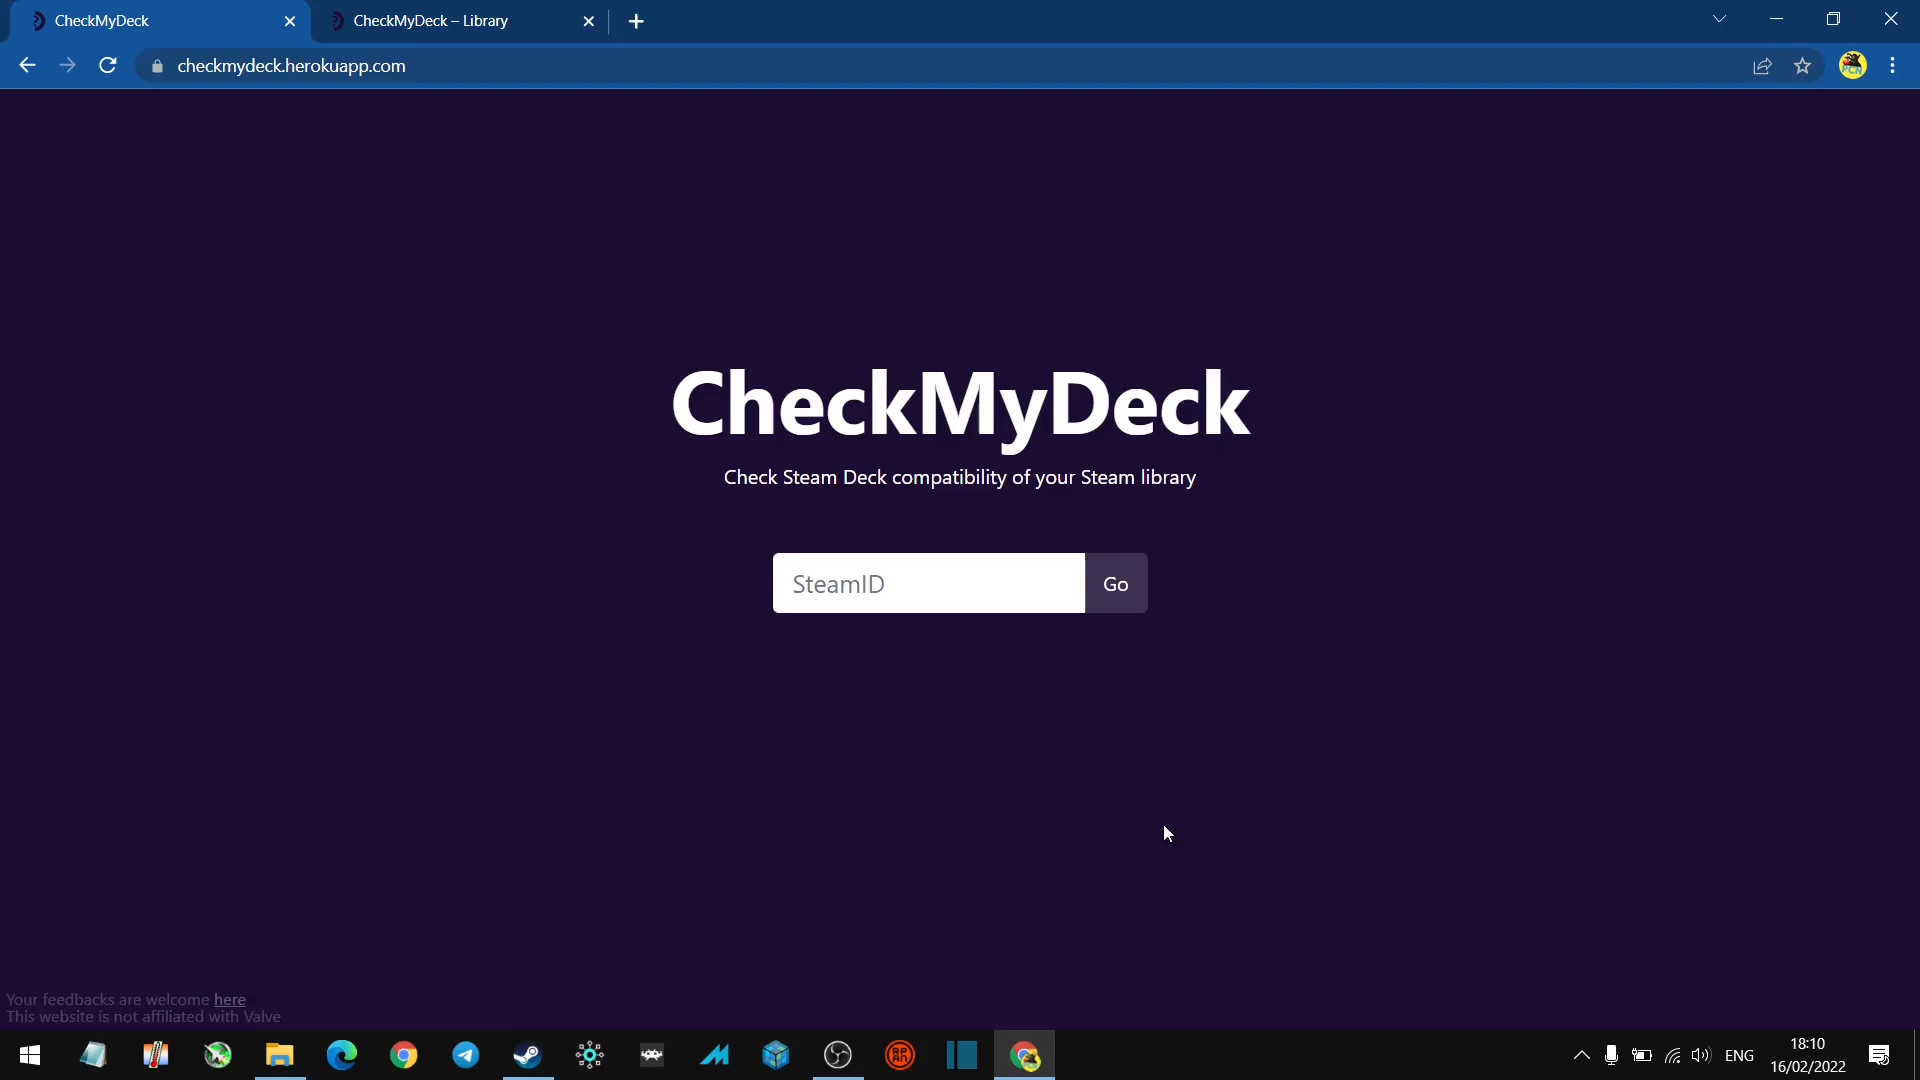 CheckMyDeck
CheckMyDeck – Library
checkmydeck.herokuapp.com
PCN
CheckMyDeck
Check Steam Deck compatibility of your Steam library
SteamID
Go
Your feedbacks are welcome here
This website is not affiliated with Valve
ENG
18:10
16/02/2022